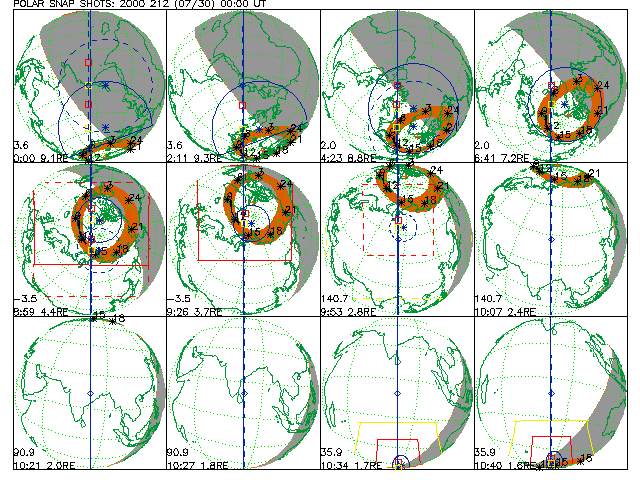 POLAR SNAP SHOTS: 2000 212 (07/30) 00:00 UT
3.6 3.6 2.0 2.0
0:00 9.1RE 2:11 9.3RE 4:23 8.8RE 6:41 7.2RE
-3.5 -3.5 140.7 140.7
8:59 4.4RE 9:26 3.7RE 9:53 2.8RE 10:07 2.4RE
15 18
90.9 90.9 35.9 35.9
10:21 2.0RE 10:27 1.8RE 10:34 1.7RE 10:40 1.6RE